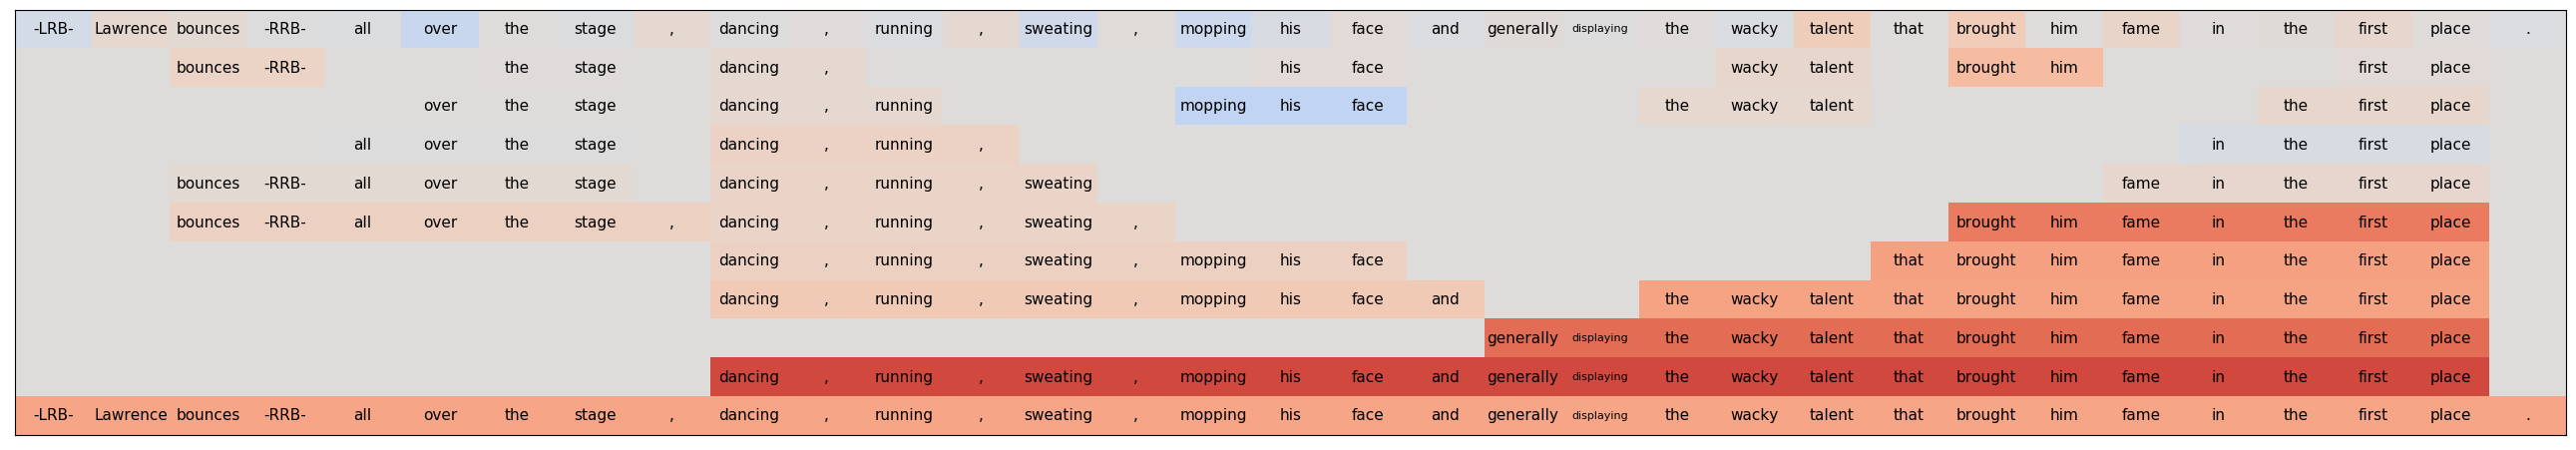 -LRB- Lawrence bounces -RRB- all over the stage , dancing , running , sweating , mopping his face and generally displaying the wacky talent that brought him fame in the first place .
bounces -RRB- the stage dancing , his face wacky talent brought him first place
over the stage dancing , running mopping his face the wacky talent the first place
all over the stage dancing , running , in the first place
bounces -RRB- all over the stage dancing , running , sweating fame in the first place
bounces -RRB- all over the stage , dancing , running , sweating , brought him fame in the first place
dancing , running , sweating , mopping his face that brought him fame in the first place
dancing , running , sweating , mopping his face and the wacky talent that brought him fame in the first place
generally displaying the wacky talent that brought him fame in the first place
dancing , running , sweating , mopping his face and generally displaying the wacky talent that brought him fame in the first place
-LRB- Lawrence bounces -RRB- all over the stage , dancing , running , sweating , mopping his face and generally displaying the wacky talent that brought him fame in the first place .